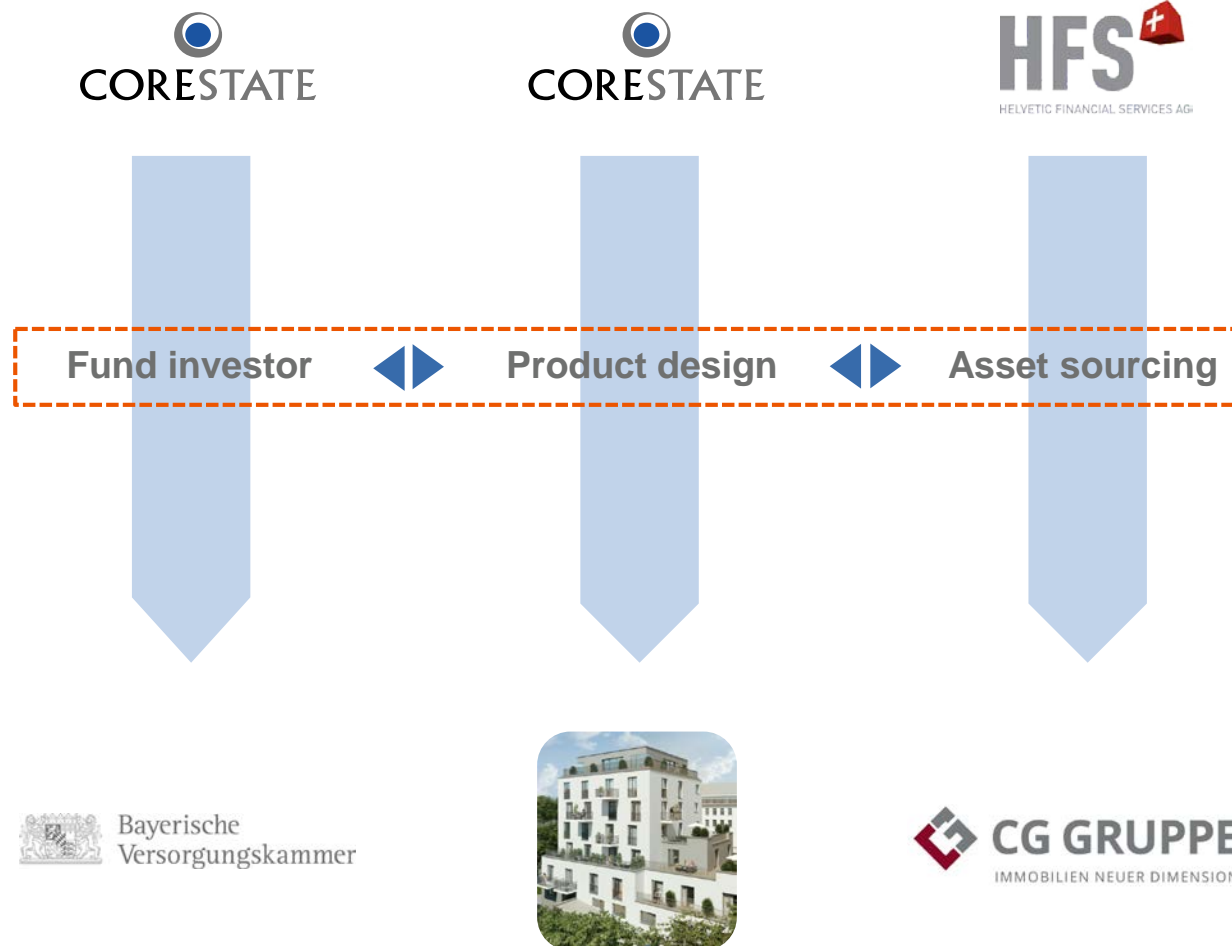 CORESTATE
CORESTATE
HFS
HELVETIC FINANCIAL SERVICES AG
Fund investor
Product design
Asset sourcing
Bayerische
Versorgungskammer
CG GRUPPE
IMMOBILIEN NEUER DIMENSION